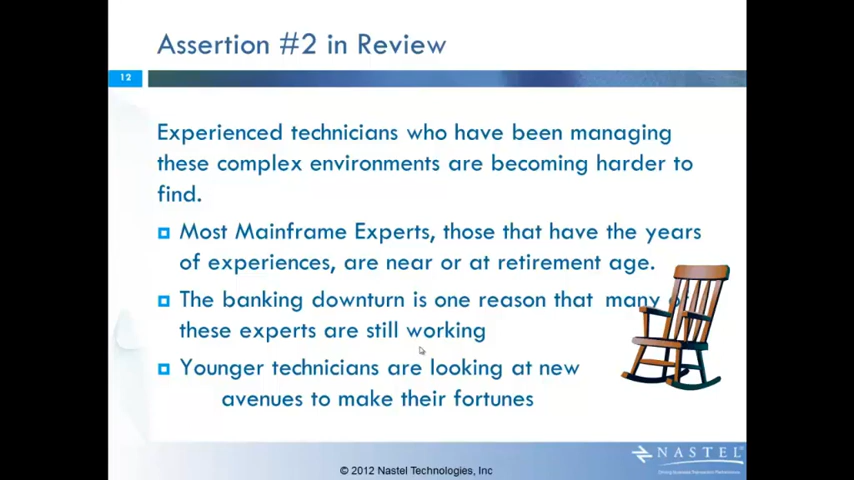 Assertion #2 in Review
12
Experienced technicians who have been managing
these complex environments are becoming harder to
find.
Most Mainframe Experts, those that have the years
of experiences, are near or at retirement age.
The banking downturn is one reason that many of
these experts are still working
Younger technicians are looking at new
avenues to make their fortunes
NASTEL
© 2012 Nastel Technologies, Inc